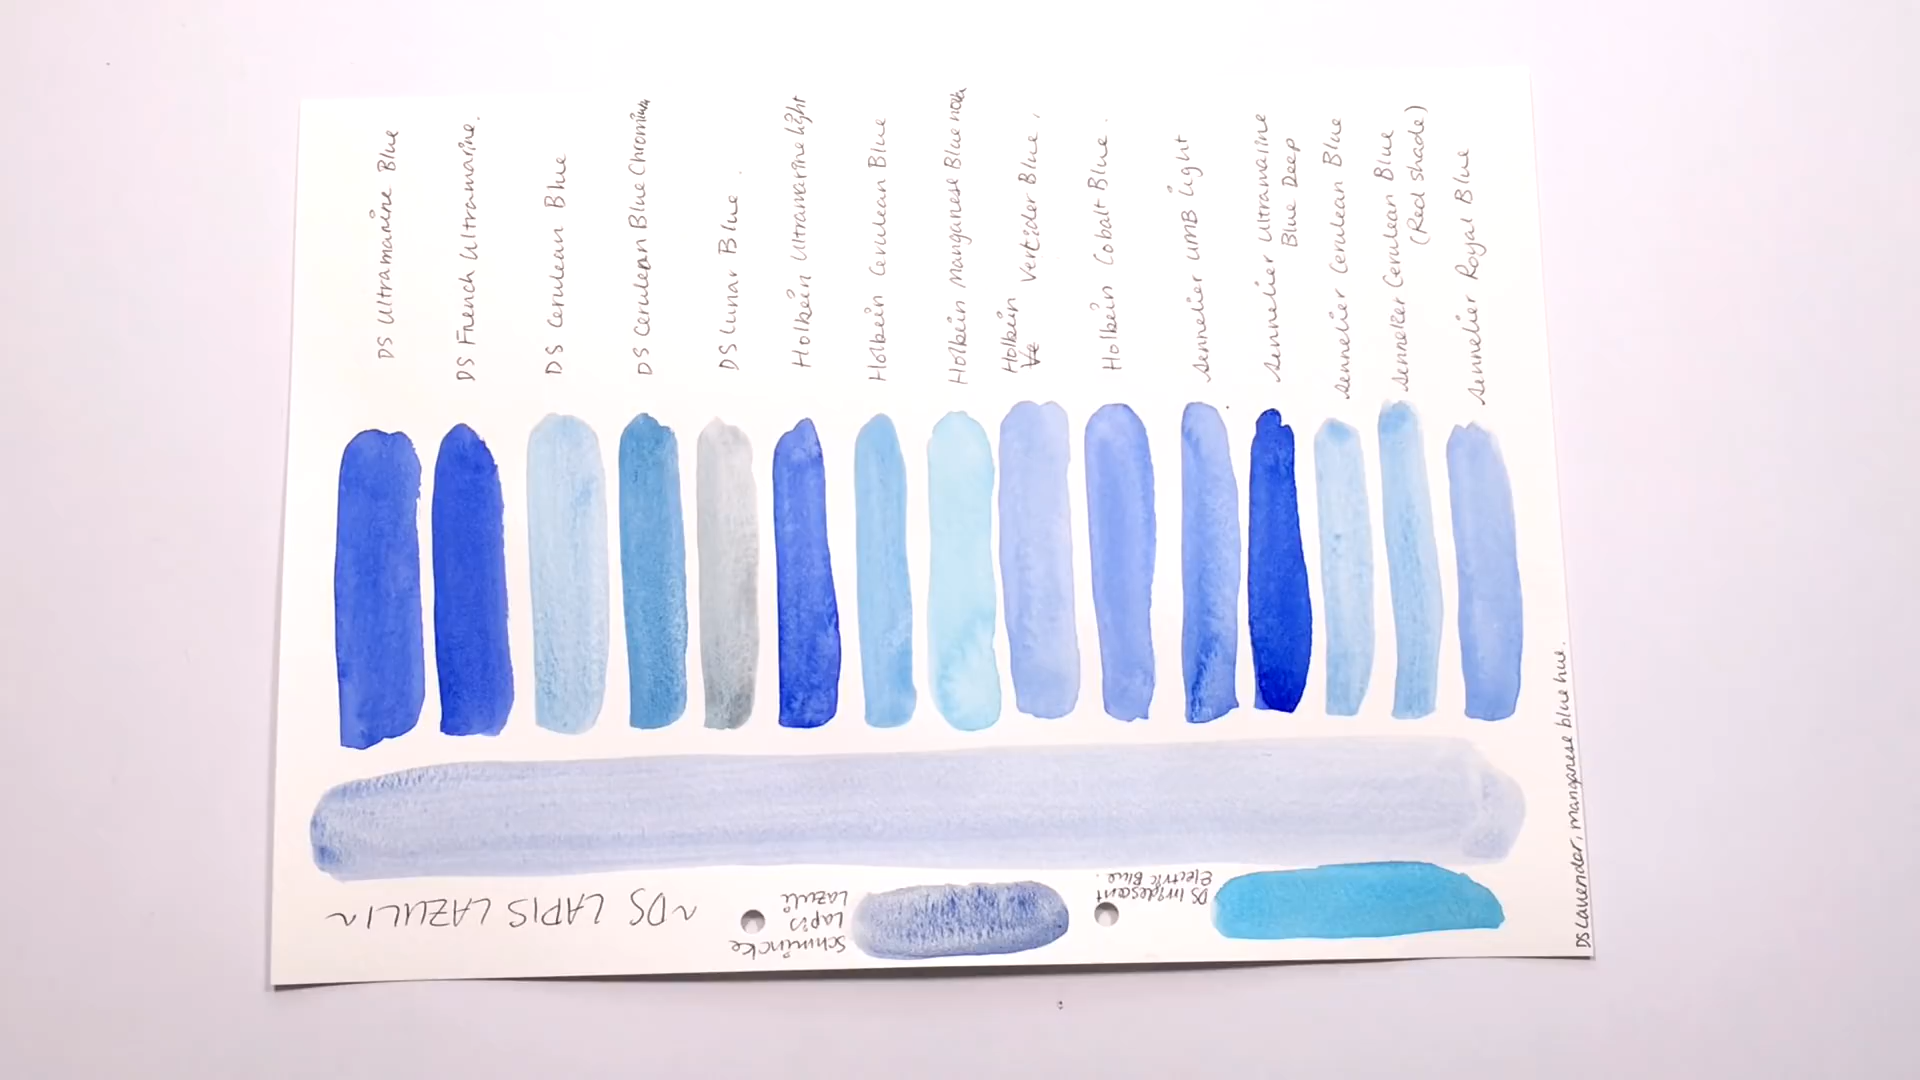 DS Ultramarine Blue
DS French Ultramarine.
DS Cerulean Blue
DS Cerulean Blue Chromium
DS Lunar Blue.
Holbein Ultramarine light
Holbein Cerulean Blue
Holbein Manganese Blue nova
Holbein
Ve Vertider Blue,
Holbein Cobalt Blue.
Sennelier UMB Light
Sennelier Ultramarine
Blue Deep
Sennelier Cerulean Blue
Sennelier Cerulean Blue
(Red shade)
Sennelier Royal Blue
~DS LAPIS LAZULI~
Schmincke
Lapis
Lazuli
DS Iridescent
Electric Blue.
DS Lavender, manganese blue hue.